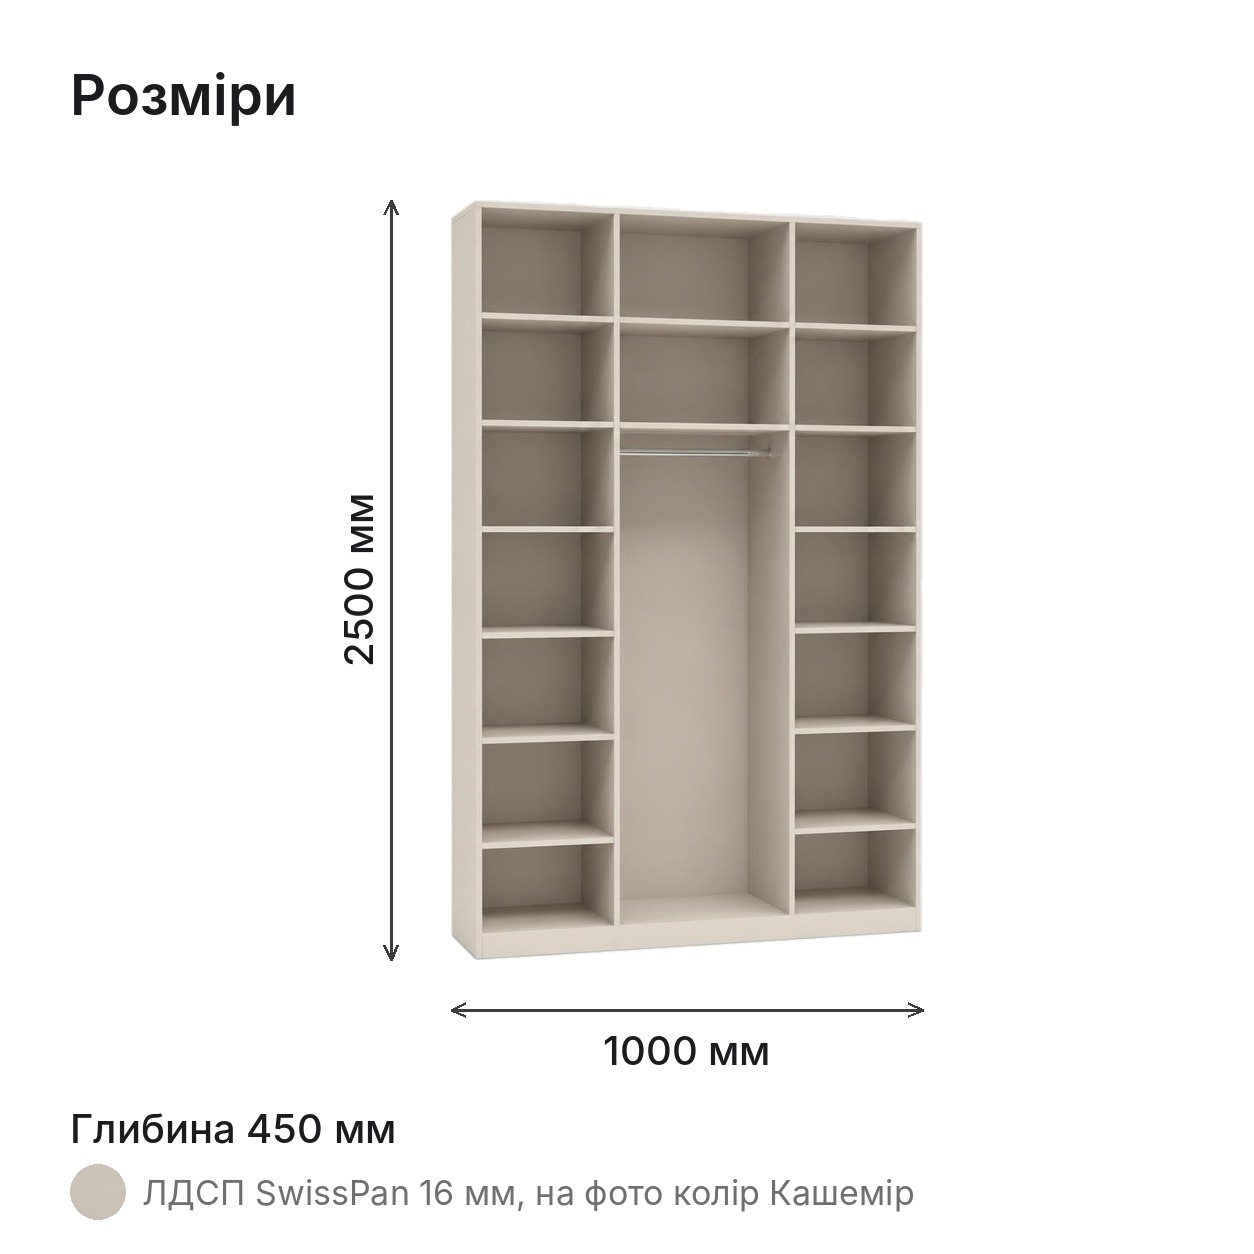 Розміри
2500 мм
1000 мм
Глибина 450 мм
ЛДСП SwissPan 16 мм, на фото колір Кашемір